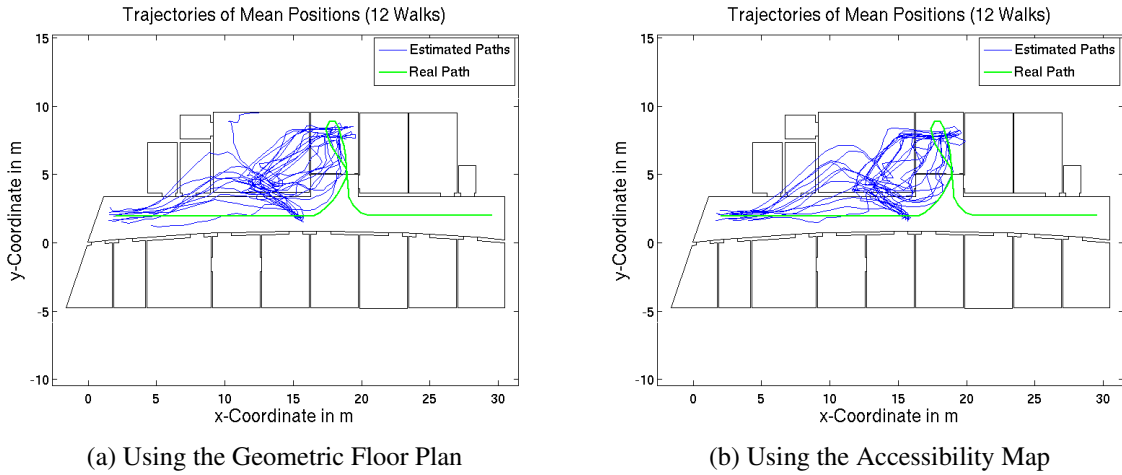 Trajectories of Mean Positions (12 Walks)
15
10
5
0
-5
-10
y-Coordinate in m
Estimated Paths
Real Path
0 5 10 15 20 25 30
x-Coordinate in m
(a) Using the Geometric Floor Plan
Trajectories of Mean Positions (12 Walks)
15
10
5
0
-5
-10
y-Coordinate in m
Estimated Paths
Real Path
0 5 10 15 20 25 30
x-Coordinate in m
(b) Using the Accessibility Map